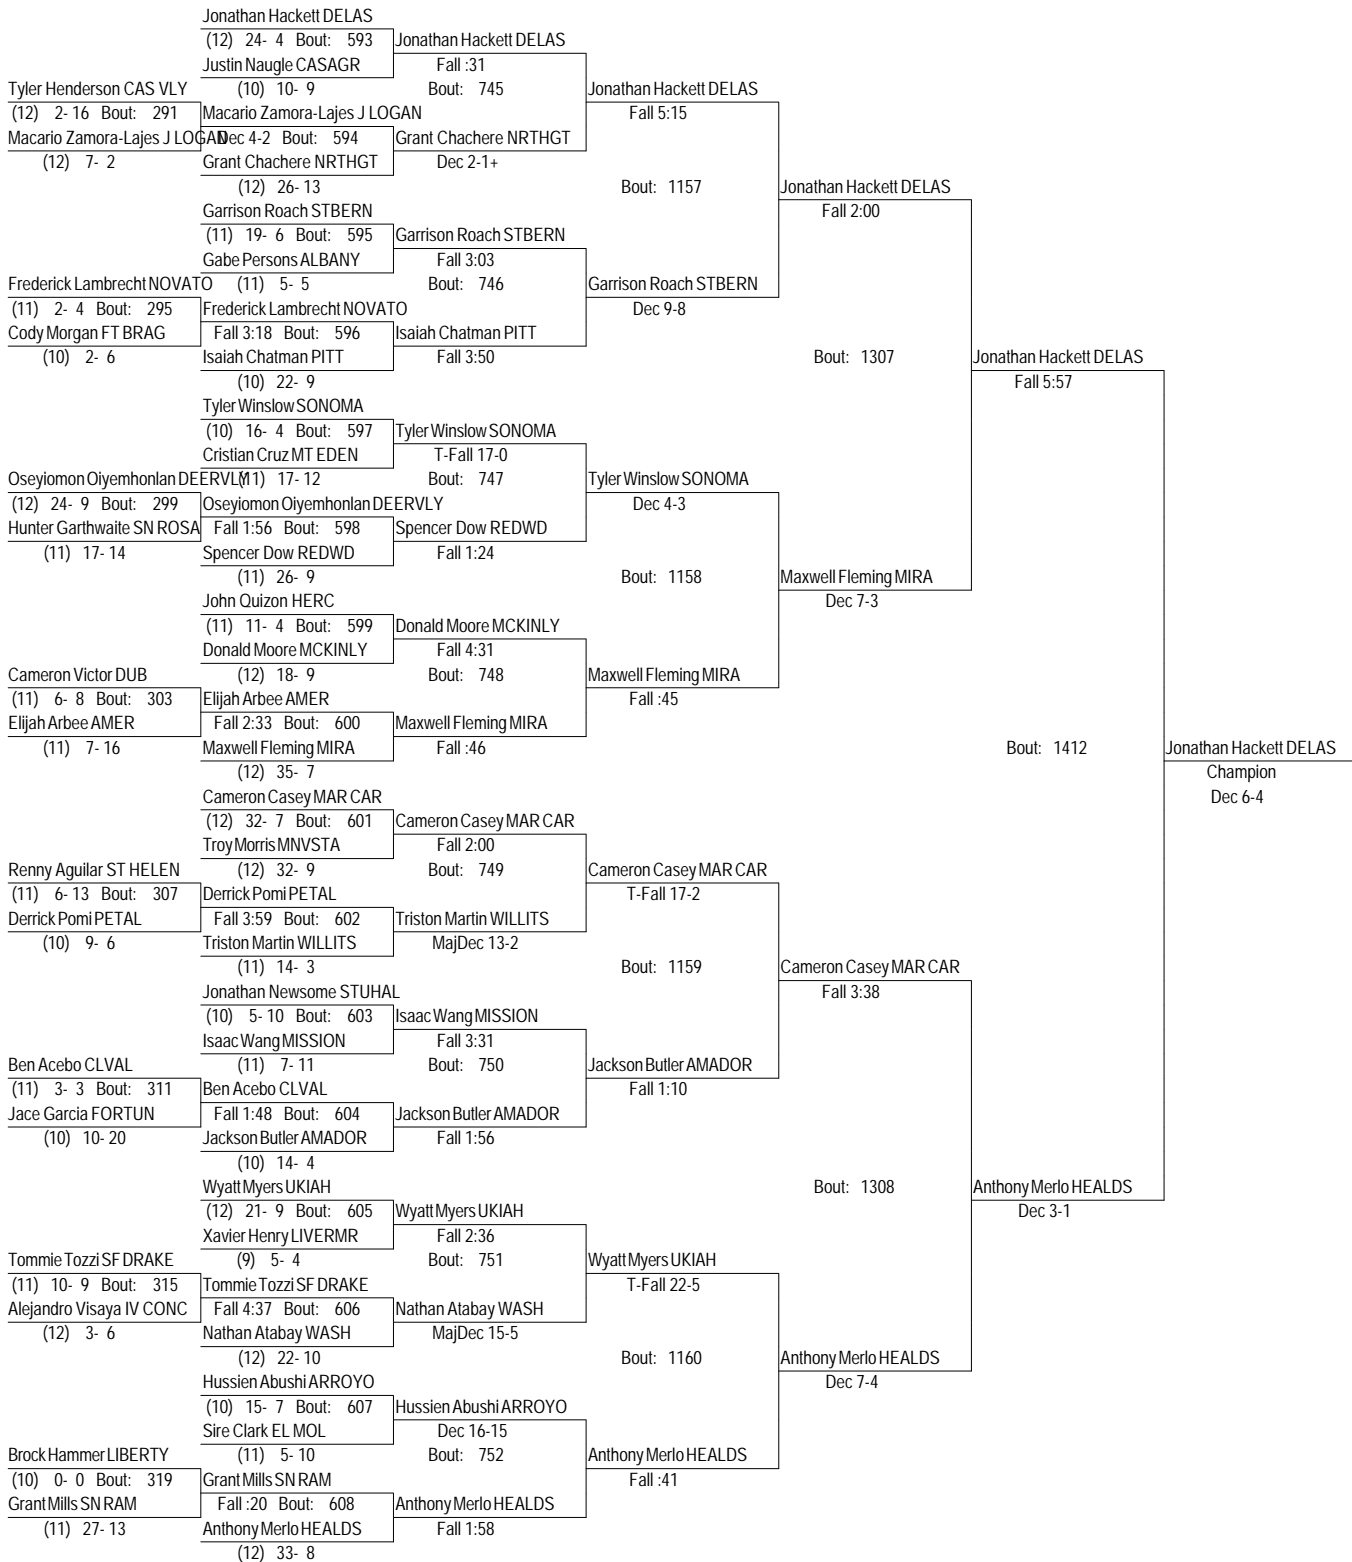 Jonathan Hackett DELAS
(12) 24- 4 Bout: 593 Jonathan Hackett DELAS
Justin Naugle CASAGR Fall :31
Tyler Henderson CAS VLY (10) 10- 9 Bout: 745 Jonathan Hackett DELAS
(12) 2- 16 Bout: 291 Macario Zamora-Lajes J LOGAN Fall 5:15
Macario Zamora-Lajes J LOGAN Dec 4-2 Bout: 594 Grant Chachere NRTHGT
(12) 7- 2 Grant Chachere NRTHGT Dec 2-1+
(12) 26- 13 Bout: 1157 Jonathan Hackett DELAS
Garrison Roach STBERN Fall 2:00
(11) 19- 6 Bout: 595 Garrison Roach STBERN
Gabe Persons ALBANY Fall 3:03
Frederick Lambrecht NOVATO (11) 5- 5 Bout: 746 Garrison Roach STBERN
(11) 2- 4 Bout: 295 Frederick Lambrecht NOVATO Dec 9-8
Cody Morgan FT BRAG Fall 3:18 Bout: 596 Isaiah Chatman PITT
(10) 2- 6 Isaiah Chatman PITT Fall 3:50 Bout: 1307 Jonathan Hackett DELAS
(10) 22- 9 Fall 5:57
Tyler Winslow SONOMA
(10) 16- 4 Bout: 597 Tyler Winslow SONOMA
Cristian Cruz MT EDEN T-Fall 17-0
Oseyiomon Oiyemhonlan DEERVLY (11) 17- 12 Bout: 747 Tyler Winslow SONOMA
(12) 24- 9 Bout: 299 Oseyiomon Oiyemhonlan DEERVLY Dec 4-3
Hunter Garthwaite SN ROSA Fall 1:56 Bout: 598 Spencer Dow REDWD
(11) 17- 14 Spencer Dow REDWD Fall 1:24
(11) 26- 9 Bout: 1158 Maxwell Fleming MIRA
John Quizon HERC Dec 7-3
(11) 11- 4 Bout: 599 Donald Moore MCKINLY
Donald Moore MCKINLY Fall 4:31
Cameron Victor DUB (12) 18- 9 Bout: 748 Maxwell Fleming MIRA
(11) 6- 8 Bout: 303 Elijah Arbee AMER Fall :45
Elijah Arbee AMER Fall 2:33 Bout: 600 Maxwell Fleming MIRA
(11) 7- 16 Maxwell Fleming MIRA Fall :46 Bout: 1412 Jonathan Hackett DELAS
(12) 35- 7 Champion
Cameron Casey MAR CAR Dec 6-4
(12) 32- 7 Bout: 601 Cameron Casey MAR CAR
Troy Morris MNVSTA Fall 2:00
Renny Aguilar ST HELEN (12) 32- 9 Bout: 749 Cameron Casey MAR CAR
(11) 6- 13 Bout: 307 Derrick Pomi PETAL T-Fall 17-2
Derrick Pomi PETAL Fall 3:59 Bout: 602 Triston Martin WILLITS
(10) 9- 6 Triston Martin WILLITS MajDec 13-2
(11) 14- 3 Bout: 1159 Cameron Casey MAR CAR
Jonathan Newsome STUHAL Fall 3:38
(10) 5- 10 Bout: 603 Isaac Wang MISSION
Isaac Wang MISSION Fall 3:31
Ben Acebo CLVAL (11) 7- 11 Bout: 750 Jackson Butler AMADOR
(11) 3- 3 Bout: 311 Ben Acebo CLVAL Fall 1:10
Jace Garcia FORTUN Fall 1:48 Bout: 604 Jackson Butler AMADOR
(10) 10- 20 Jackson Butler AMADOR Fall 1:56
(10) 14- 4
Wyatt Myers UKIAH Bout: 1308 Anthony Merlo HEALDS
(12) 21- 9 Bout: 605 Wyatt Myers UKIAH Dec 3-1
Xavier Henry LIVERMR Fall 2:36
Tommie Tozzi SF DRAKE (9) 5- 4 Bout: 751 Wyatt Myers UKIAH
(11) 10- 9 Bout: 315 Tommie Tozzi SF DRAKE T-Fall 22-5
Alejandro Visaya IV CONC Fall 4:37 Bout: 606 Nathan Atabay WASH
(12) 3- 6 Nathan Atabay WASH MajDec 15-5
(12) 22- 10 Bout: 1160 Anthony Merlo HEALDS
Hussien Abushi ARROYO Dec 7-4
(10) 15- 7 Bout: 607 Hussien Abushi ARROYO
Sire Clark EL MOL Dec 16-15
Brock Hammer LIBERTY (11) 5- 10 Bout: 752 Anthony Merlo HEALDS
(10) 0- 0 Bout: 319 Grant Mills SN RAM Fall :41
Grant Mills SN RAM Fall :20 Bout: 608 Anthony Merlo HEALDS
(11) 27- 13 Anthony Merlo HEALDS Fall 1:58
(12) 33- 8